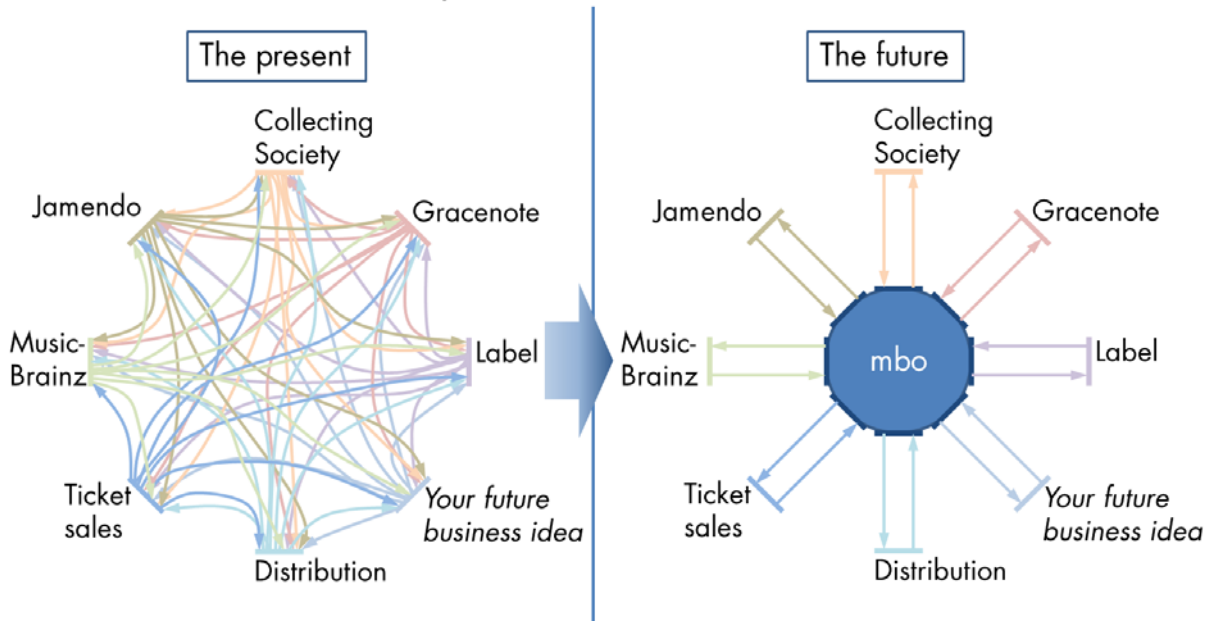 The present
Collecting
Society
Jamendo
Gracenote
Music-
Brainz
Label
Ticket
sales
Your future
business idea
Distribution
The future
Collecting
Society
Jamendo
Gracenote
Music-
Brainz
mbo
Label
Ticket
sales
Your future
business idea
Distribution